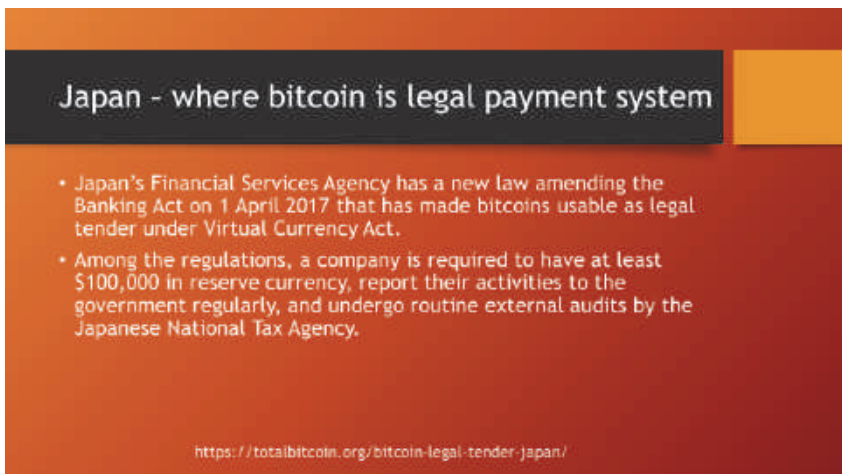 Japan – where bitcoin is legal payment system
• Japan's Financial Services Agency has a new law amending the
Banking Act on 1 April 2017 that has made bitcoins usable as legal
tender under Virtual Currency Act.
• Among the regulations, a company is required to have at least
$100,000 in reserve currency, report their activities to the
government regularly, and undergo routine external audits by the
Japanese National Tax Agency.
https://totalbitcoin.org/bitcoin-legal-tender-japan/